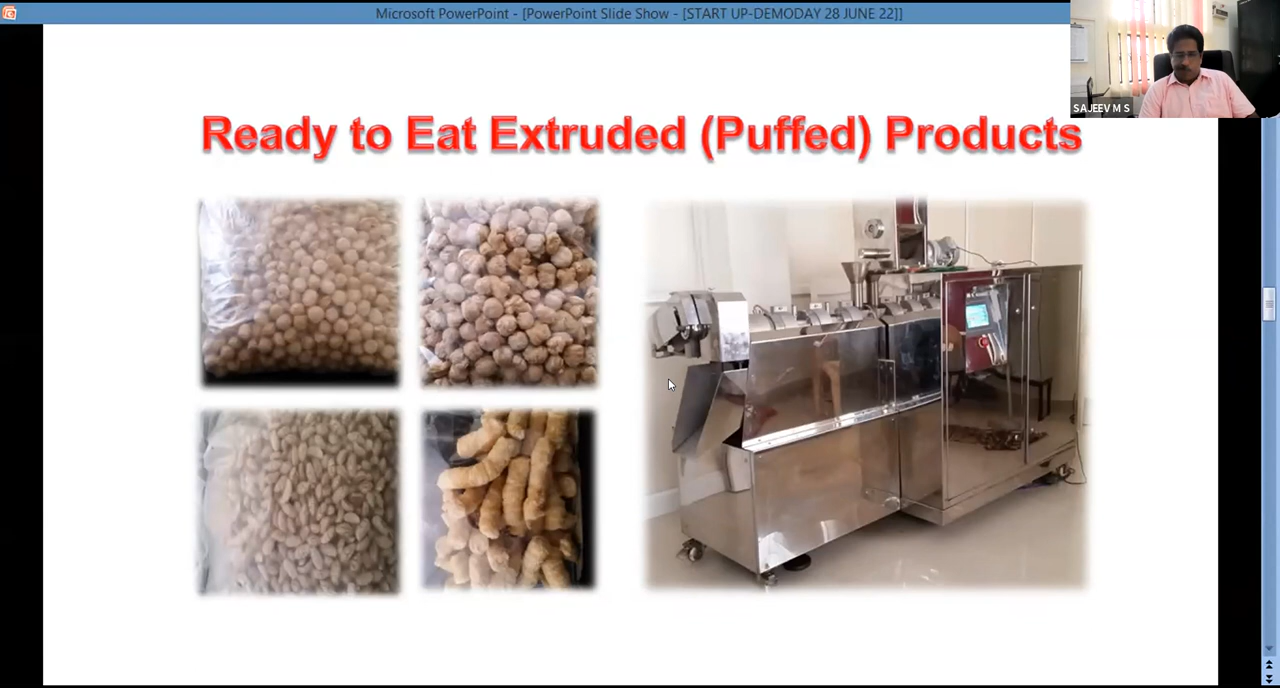 Microsoft PowerPoint - [PowerPoint Slide Show - [START UP-DEMODAY 28 JUNE 22]]
SAJEEV M S
Ready to Eat Extruded (Puffed) Products